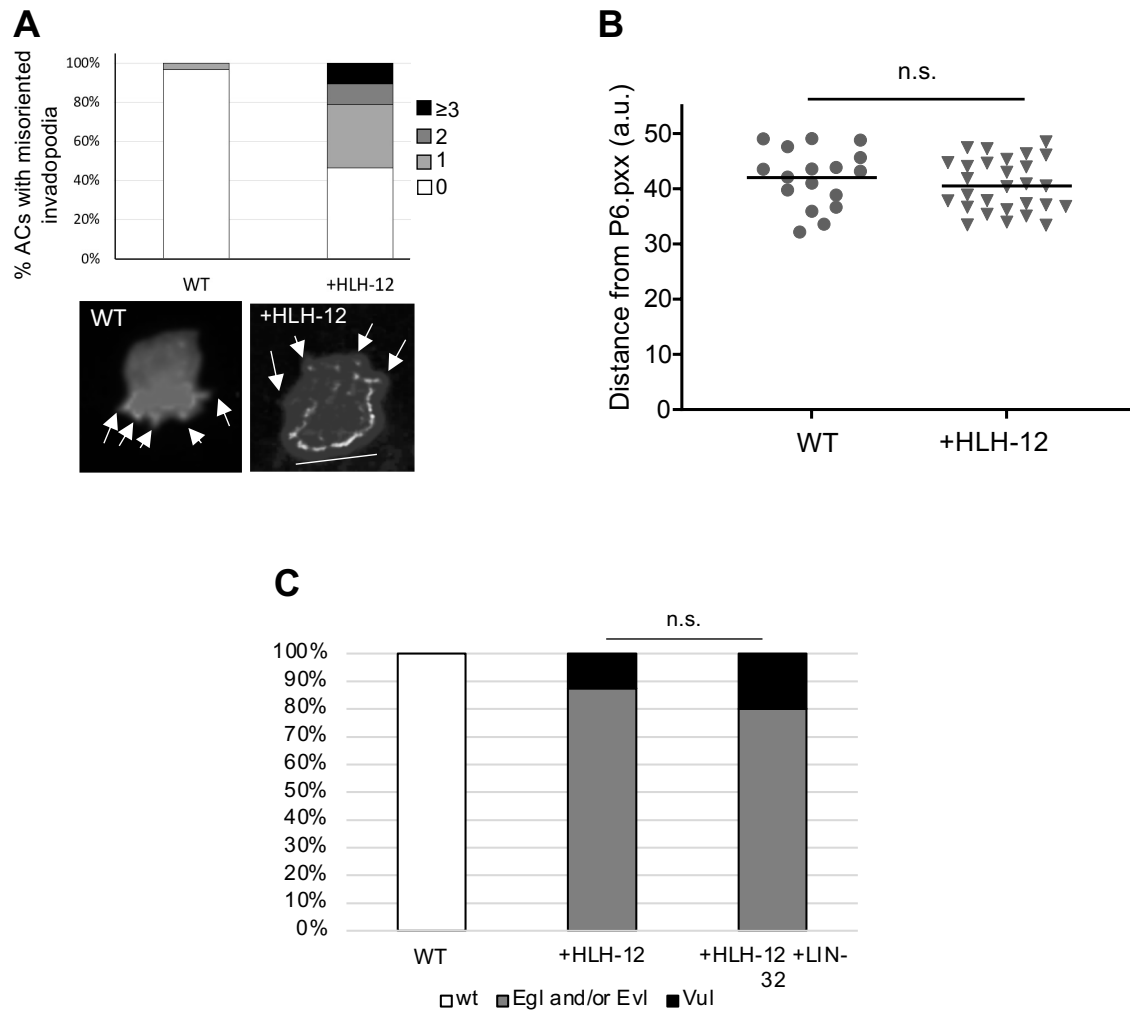 A
% ACs with misoriented
invadopodia
100%
80%
60%
40%
20%
0%
WT
+HLH-12
≥3
2
1
0
WT
+HLH-12
B
n.s.
Distance from P6.pxx (a.u.)
50
40
30
20
10
0
WT
+HLH-12
C
n.s.
100%
90%
80%
70%
60%
50%
40%
30%
20%
10%
0%
WT
+HLH-12
+HLH-12 +LIN-
32
wt Egl and/or Evl Vul